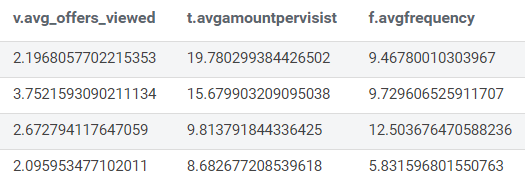 v.avg_offers_viewed t.avgamountpervisist f.avgfrequency
2.1968057702215353 19.780299384426502 9.46780010303967
3.7521593090211134 15.679903209095038 9.729606525911707
2.672794117647059 9.813791844336425 12.503676470588236
2.095953477102011 8.682677208539618 5.831596801550763